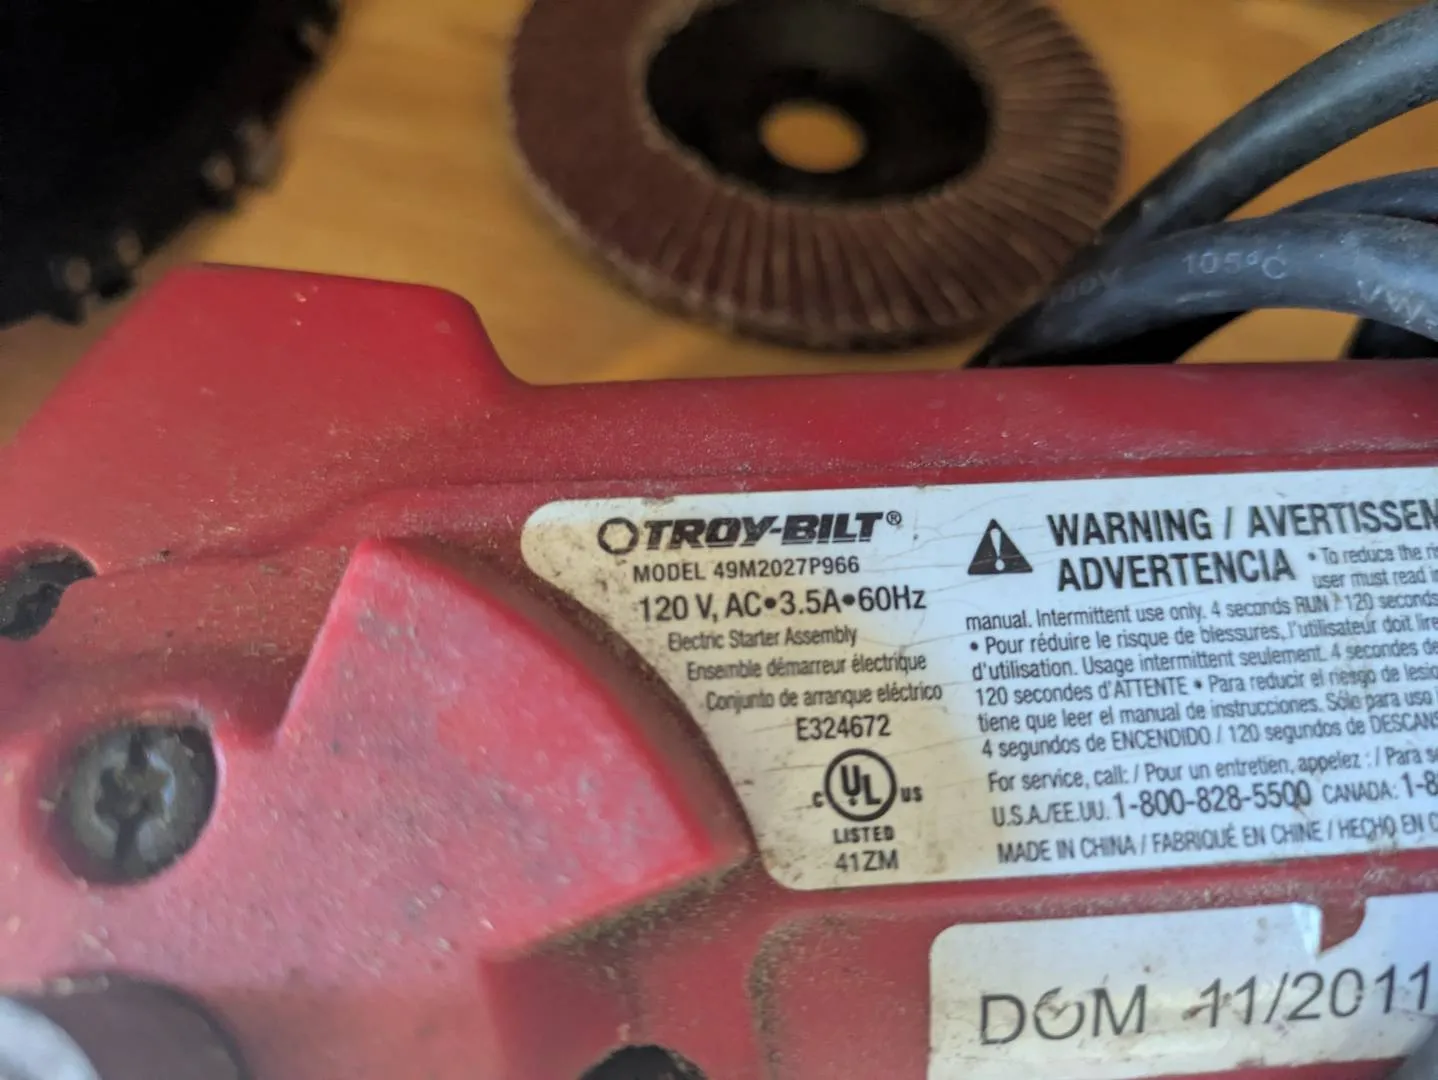 105°C
TROY-BILT®
MODEL 49M2027P966
120 V, AC•3.5A•60Hz
Electric Starter Assembly
Ensemble démarreur électrique
Conjunto de arranque eléctrico
E324672
C UL US
LISTED
41ZM
WARNING / AVERTISSEM
ADVERTENCIA • To reduce the
user must read
manual. Intermittent use only. 4 seconds RUN / 120 seconds
• Pour réduire le risque de blessures, l'utilisateur doit lire
d'utilisation. Usage intermittent seulement. 4 secondes de
120 secondes d'ATTENTE • Para reducir el riesgo de
tiene que leer el manual de instrucciones. Sólo para uso
4 segundos de ENCENDIDO / 120 segundos de DESCANS
For service, call: / Pour un entretien, appelez : / Para
U.S.A./EE.UU. 1-800-828-5500 CANADA: 1-8
MADE IN CHINA / FABRIQUÉ EN CHINE / HECHO EN C
DOM 11/2011